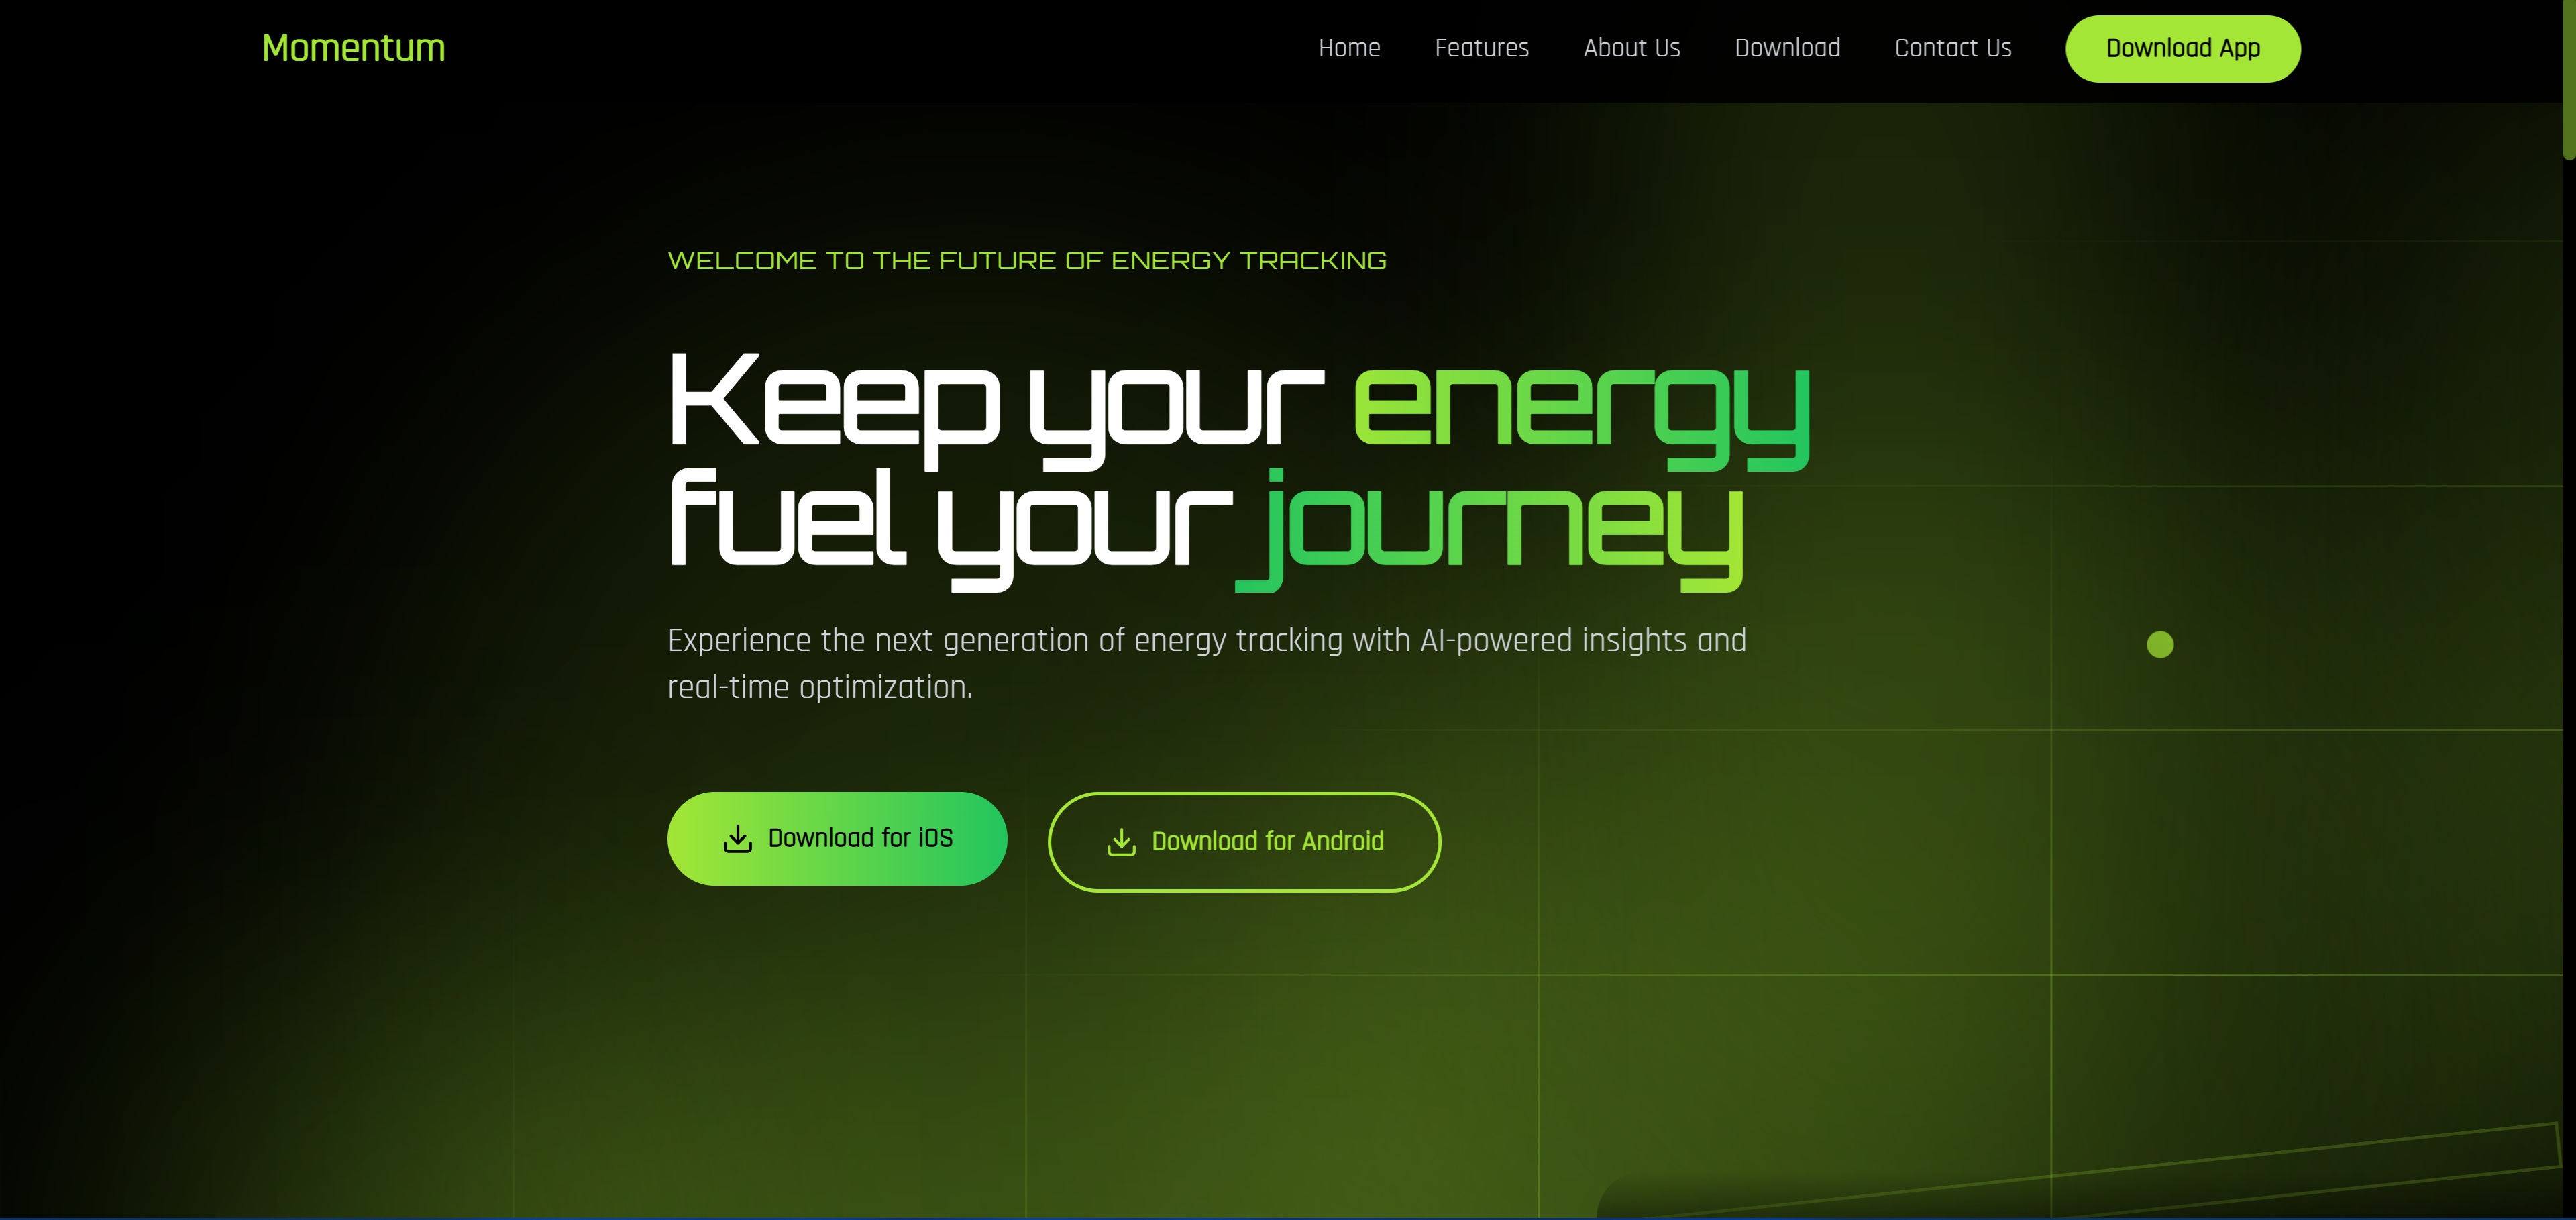 Momentum
Home
Features
About Us
Download
Contact Us
Download App
WELCOME TO THE FUTURE OF ENERGY TRACKING
Keep your energy
fuel your journey
Experience the next generation of energy tracking with AI-powered insights and
real-time optimization.
Download for iOS
Download for Android